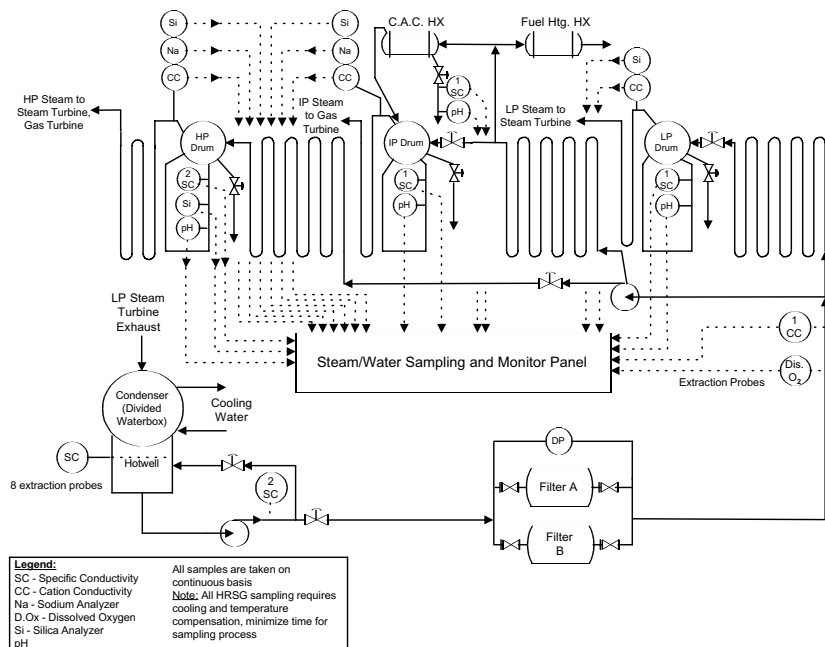 Si
Na
CC
Si
Na
CC
C.A.C. HX
Fuel Htg. HX
1
SC
pH
Si
CC
HP Steam to
Steam Turbine,
Gas Turbine
IP Steam
to Gas
Turbine
LP Steam to
Steam Turbine
HP
Drum
IP Drum
LP
Drum
2
SC
Si
pH
1
SC
pH
1
SC
pH
LP Steam
Turbine
Exhaust
Steam/Water Sampling and Monitor Panel
1
CC
Dis.
O2
Extraction Probes
Condenser
(Divided
Waterbox)
Cooling
Water
Hotwell
SC
8 extraction probes
2
SC
DP
Filter A
Filter
B
Legend:
SC - Specific Conductivity
CC - Cation Conductivity
Na - Sodium Analyzer
D.Ox - Dissolved Oxygen
Si - Silica Analyzer
pH
All samples are taken on
continuous basis
Note: All HRSG sampling requires
cooling and temperature
compensation, minimize time for
sampling process